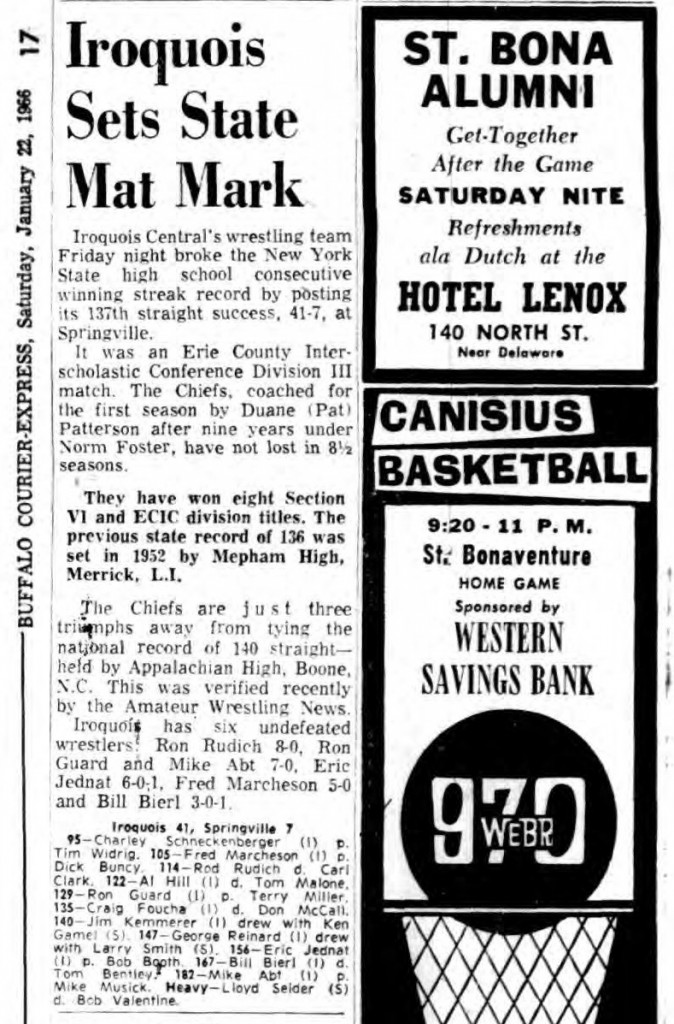 BUFFALO COURIER-EXPRESS, Saturday, January 22, 1966 17
Iroquois
Sets State
Mat Mark
Iroquois Central's wrestling team
Friday night broke the New York
State high school consecutive
winning streak record by posting
its 137th straight success, 41-7, at
Springville.
It was an Erie County Inter-
scholastic Conference Division III
match. The Chiefs, coached for
the first season by Duane (Pat)
Patterson after nine years under
Norm Foster, have not lost in 8½
seasons.
They have won eight Section
VI and ECIC division titles. The
previous state record of 136 was
set in 1952 by Mepham High,
Merrick, L.I.
The Chiefs are just three
triumphs away from tying the
national record of 140 straight—
held by Appalachian High, Boone,
N.C. This was verified recently
by the Amateur Wrestling News.
Iroquois has six undefeated
wrestlers: Ron Rudich 8-0, Ron
Guard and Mike Abt 7-0, Eric
Jednat 6-0-1, Fred Marcheson 5-0
and Bill Bierl 3-0-1.
Iroquois 41, Springville 7
95—Charley Schneckenberger (I) p.
Tim Widrig. 105—Fred Marcheson (I) p.
Dick Buncy. 114—Rod Rudich d. Carl
Clark. 122—Al Hill (I) d. Tom Malone.
129—Ron Guard (I) p. Terry Miller.
135—Craig Foucha (I) d. Don McCall.
140—Jim Kemmerer (I) drew with Ken
Gamel (S). 147—George Reinard (I) drew
with Larry Smith (S). 156—Eric Jednat
(I) p. Bob Booth. 167—Bill Bierl (I) d.
Tom Bentley. 182—Mike Abt (I) p.
Mike Musick. Heavy—Lloyd Selder (S)
d. Bob Valentine.
ST. BONA
ALUMNI
Get-Together
After the Game
SATURDAY NITE
Refreshments
ala Dutch at the
HOTEL LENOX
140 NORTH ST.
Near Delaware
CANISIUS
BASKETBALL
9:20 - 11 P. M.
St. Bonaventure
HOME GAME
Sponsored by
WESTERN
SAVINGS BANK
970
WEBR